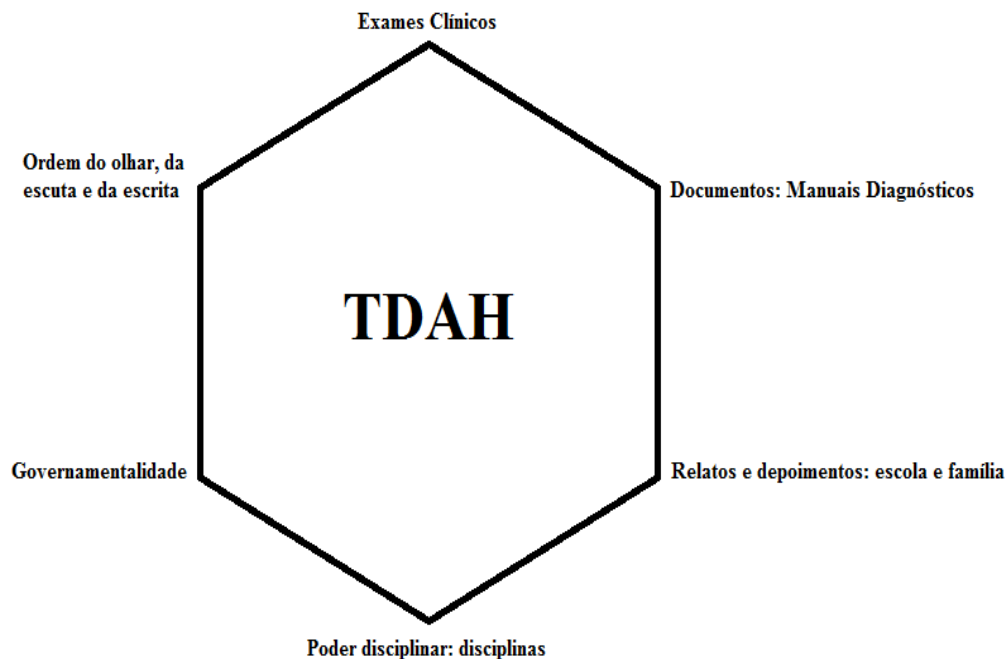 Exames Clínicos
Ordem do olhar, da
escuta e da escrita
Documentos: Manuais Diagnósticos
TDAH
Governamentalidade
Relatos e depoimentos: escola e família
Poder disciplinar: disciplinas